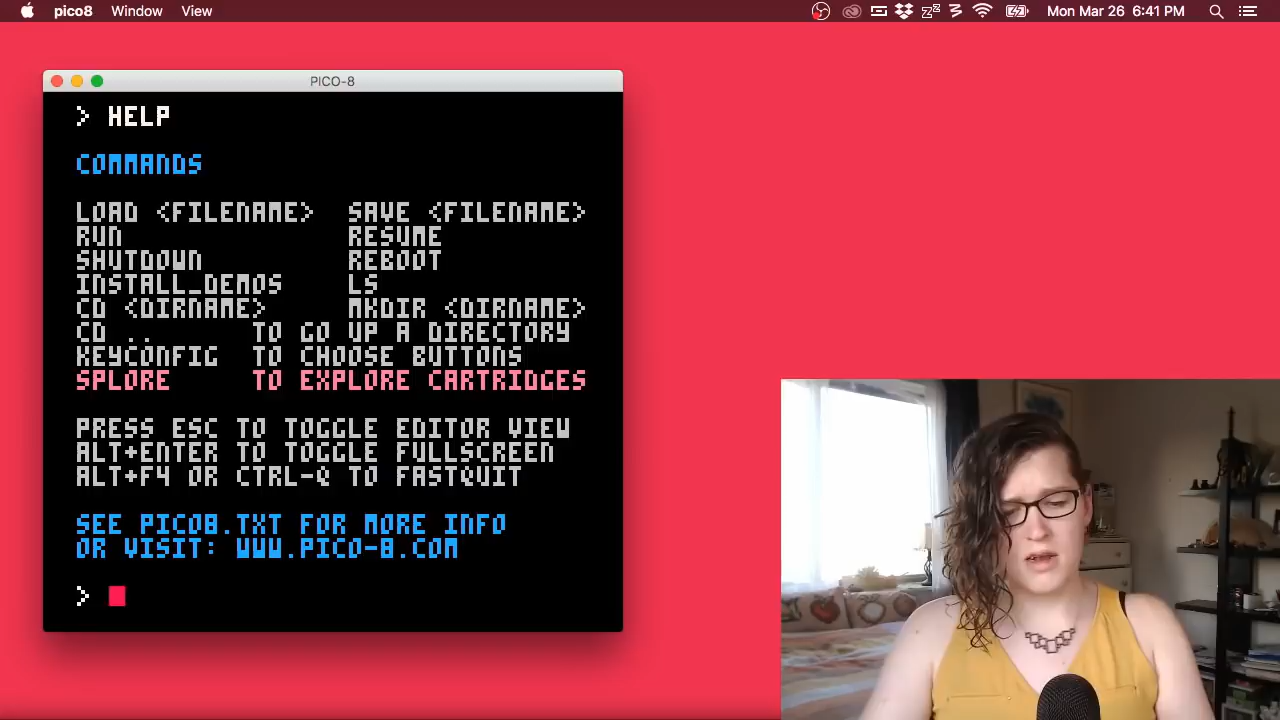 pico8 Window View Mon Mar 26 6:41 PM
PICO-8
> HELP
COMMANDS
LOAD <FILENAME> SAVE <FILENAME>
RUN RESUME
SHUTDOWN REBOOT
INSTALL_DEMOS LS
CD <DIRNAME> MKDIR <DIRNAME>
CD .. TO GO UP A DIRECTORY
KEYCONFIG TO CHOOSE BUTTONS
SPLORE TO EXPLORE CARTRIDGES
PRESS ESC TO TOGGLE EDITOR VIEW
ALT+ENTER TO TOGGLE FULLSCREEN
ALT+F4 OR CTRL-Q TO FASTQUIT
SEE PICO8.TXT FOR MORE INFO
OR VISIT: WWW.PICO-8.COM
>